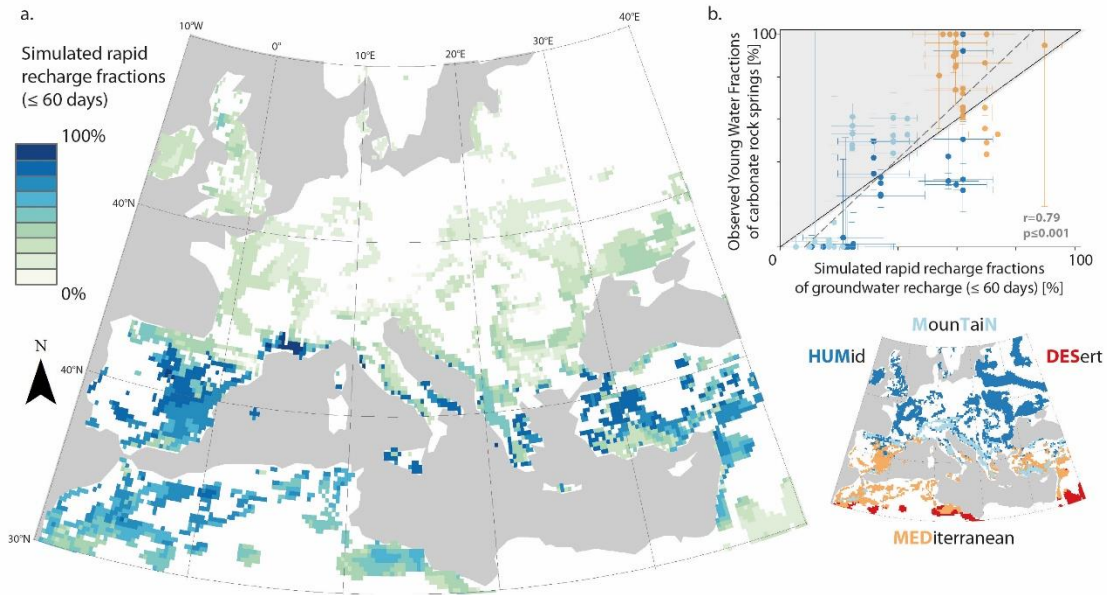 a.
10°W
0°
10°E
20°E
30°E
40°E
Simulated rapid
recharge fractions
(≤ 60 days)
100%
0%
40°N
N
40°N
30°N
b.
Observed Young Water Fractions
of carbonate rock springs [%]
100
0
100
r=0.79
p≤0.001
Simulated rapid recharge fractions
of groundwater recharge (≤ 60 days) [%]
MounTaiN
HUMid
DESert
MEDiterranean